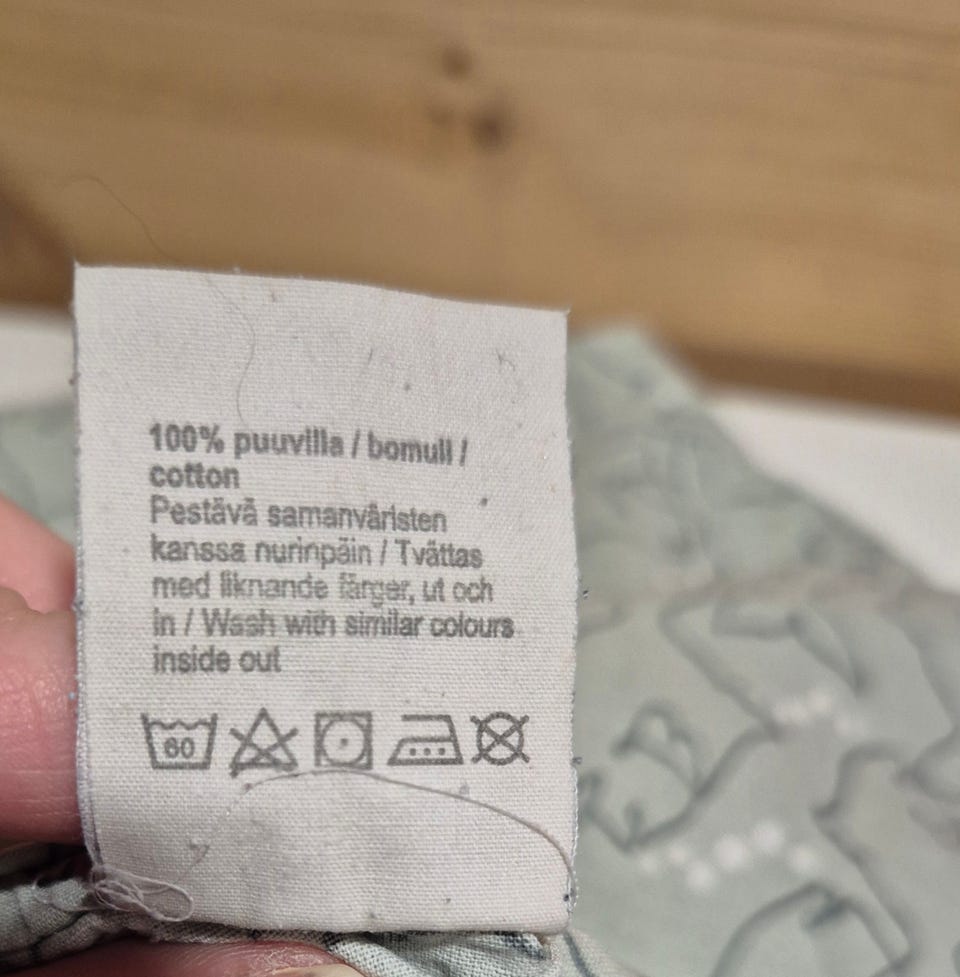 100% puuvilla / bomull /
cotton
Pestävä samanväristen
kanssa nurinpäin / Tvättas
med liknande färger, ut och
in / Wash with similar colours
inside out
60